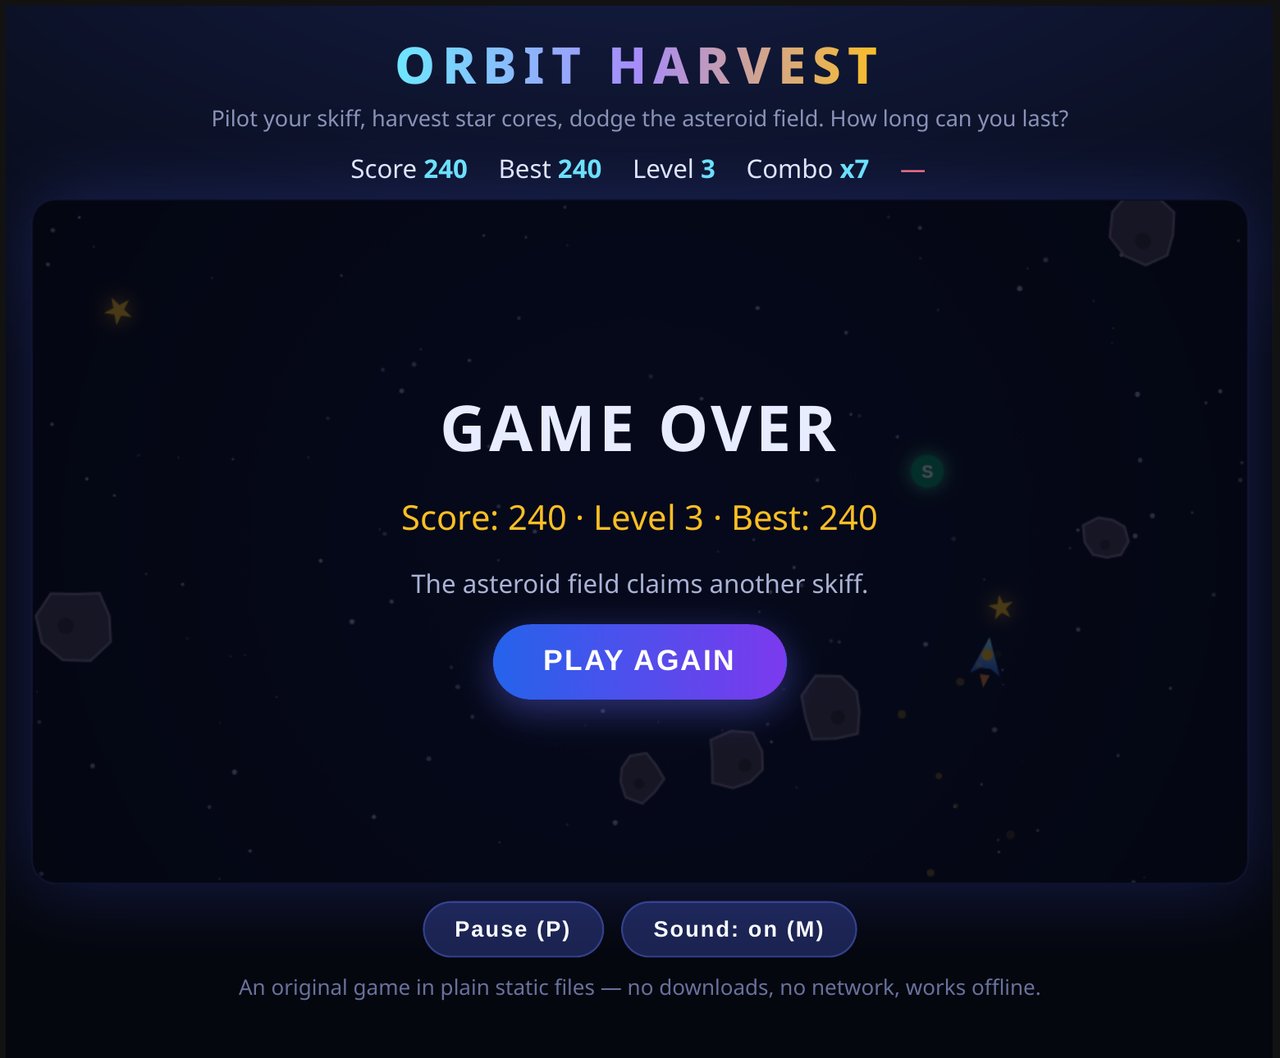 ORBIT HARVEST
Pilot your skiff, harvest star cores, dodge the asteroid field. How long can you last?
Score 240 Best 240 Level 3 Combo x7 —
GAME OVER
S
Score: 240 · Level 3 · Best: 240
The asteroid field claims another skiff.
PLAY AGAIN
Pause (P) Sound: on (M)
An original game in plain static files — no downloads, no network, works offline.